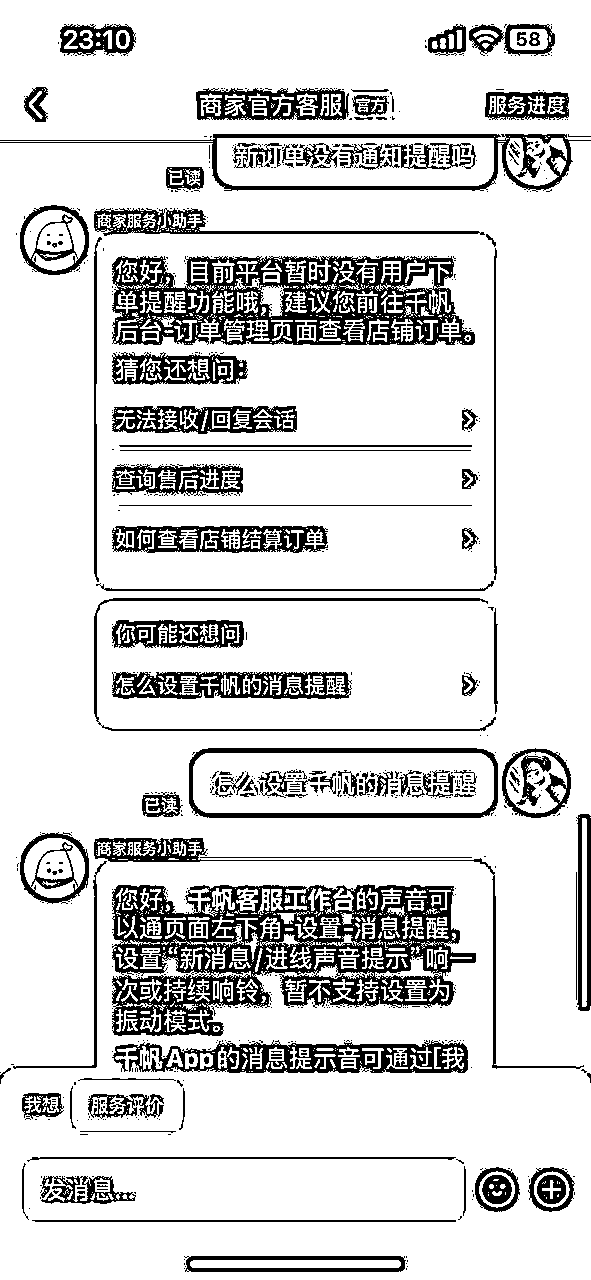 23:10
58
商家官方客服 官方
服务进度
新订单没有通知提醒吗
已读
商家服务小助手
您好，目前平台暂时没有用户下
单提醒功能哦，建议您前往千帆
后台-订单管理页面查看店铺订单。
猜您还想问：
无法接收/回复会话
查询售后进度
如何查看店铺结算订单
你可能还想问
怎么设置千帆的消息提醒
怎么设置千帆的消息提醒
已读
商家服务小助手
您好，千帆客服工作台的声音可
以通页面左下角-设置-消息提醒，
设置“新消息/进线声音提示”响一
次或持续响铃，暂不支持设置为
振动模式。
千帆App的消息提示音可通过[我
我想
服务评价
发消息...